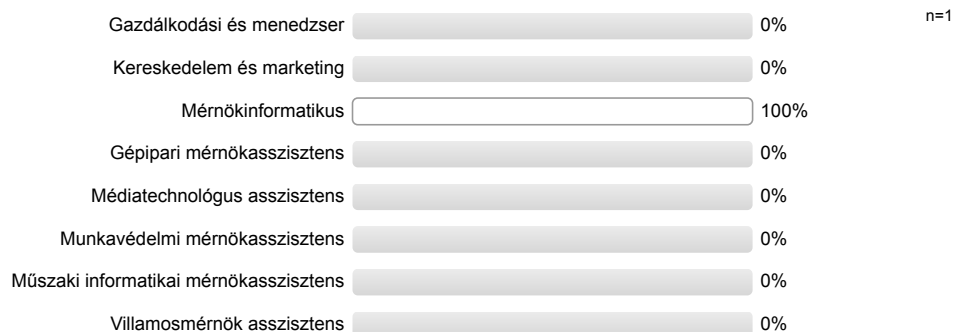 Gazdálkodási és menedzser 0% n=1
Kereskedelem és marketing 0%
Mérnökinformatikus 100%
Gépipari mérnökasszisztens 0%
Médiatechnológus asszisztens 0%
Munkavédelmi mérnökasszisztens 0%
Műszaki informatikai mérnökasszisztens 0%
Villamosmérnök asszisztens 0%